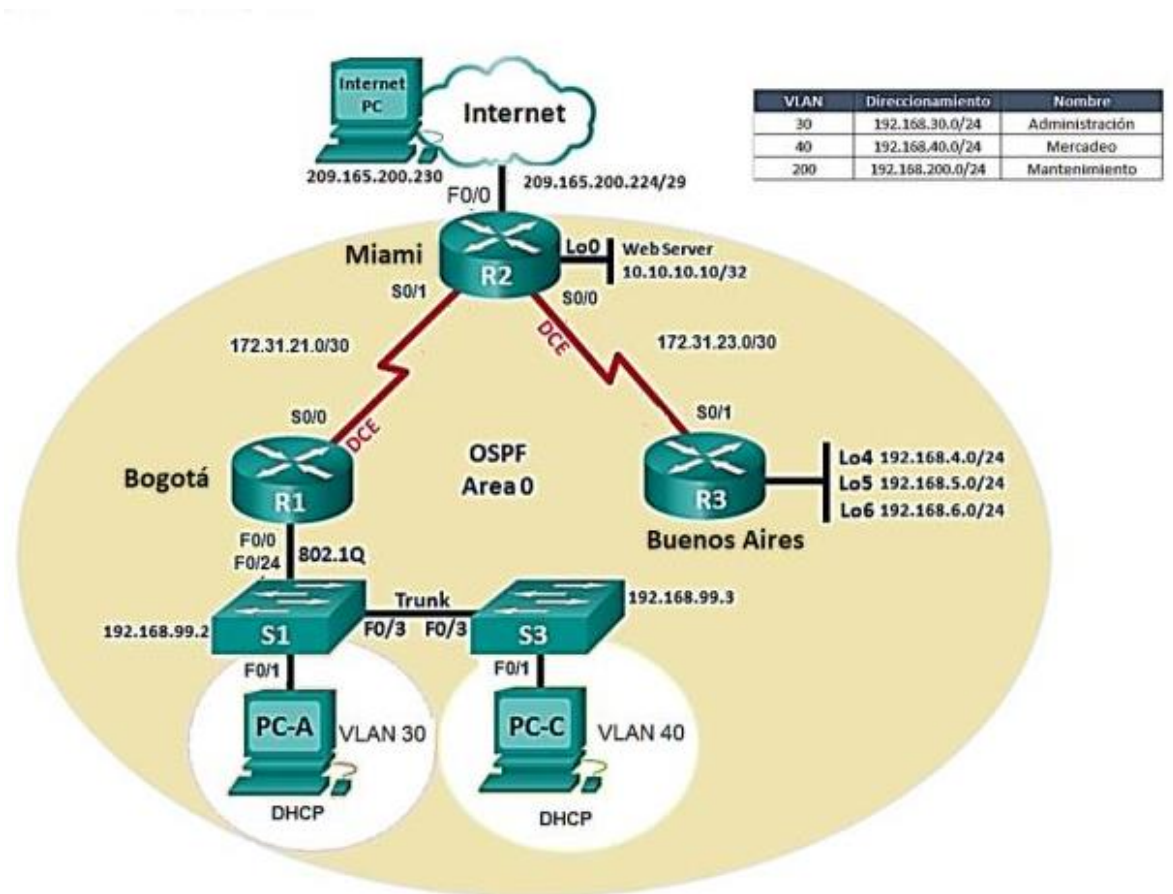 Internet
PC
Internet
209.165.200.230
209.165.200.224/29
F0/0
VLAN Direccionamiento Nombre
30 192.168.30.0/24 Administración
40 192.168.40.0/24 Mercadeo
200 192.168.200.0/24 Mantenimiento
Miami
R2
Lo0
Web Server
10.10.10.10/32
S0/1
S0/0
DCE
172.31.21.0/30
172.31.23.0/30
S0/0
DCE
S0/1
OSPF
Area 0
Bogotá
R1
R3
Buenos Aires
Lo4 192.168.4.0/24
Lo5 192.168.5.0/24
Lo6 192.168.6.0/24
F0/0
F0/24
802.1Q
Trunk
192.168.99.2
S1
F0/3
F0/3
S3
192.168.99.3
F0/1
F0/1
PC-A
VLAN 30
PC-C
VLAN 40
DHCP
DHCP